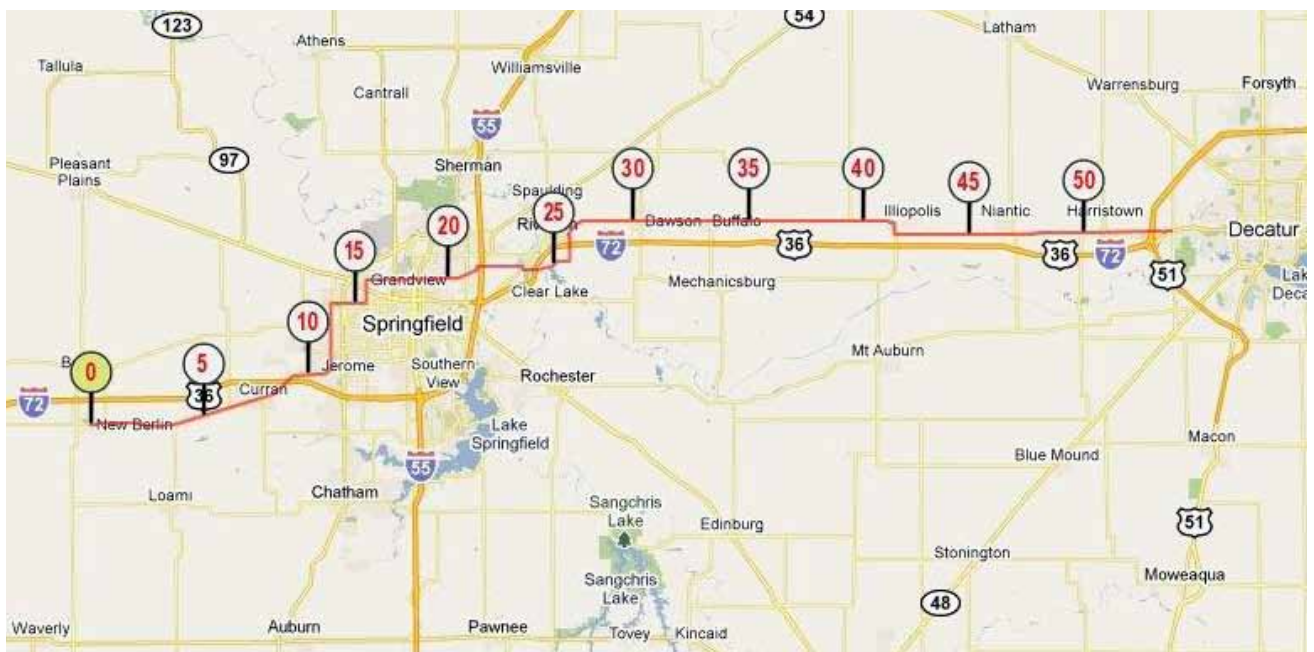 123
54
Latham
Athens
Tallula
Williamsville
Warrensburg
Forsyth
Cantrall
55
97
Sherman
Pleasant
Plains
30
35
40
45
50
Spaulding
25
20
15
Illiopolis
Niantic
Harristown
Dawson
Buffalo
Decatur
72
36
36
72
51
Grandview
Clear Lake
Mechanicsburg
Lake
10
Springfield
Mt Auburn
0
5
Jerome
Southern
View
Rochester
36
Curran
72
New Berlin
Lake
Springfield
Macon
55
Blue Mound
Loami
Chatham
Sangchris
Lake
Edinburg
51
Stonington
Sangchris
Lake
Moweaqua
48
Waverly
Auburn
Pawnee
Tovey
Kincaid